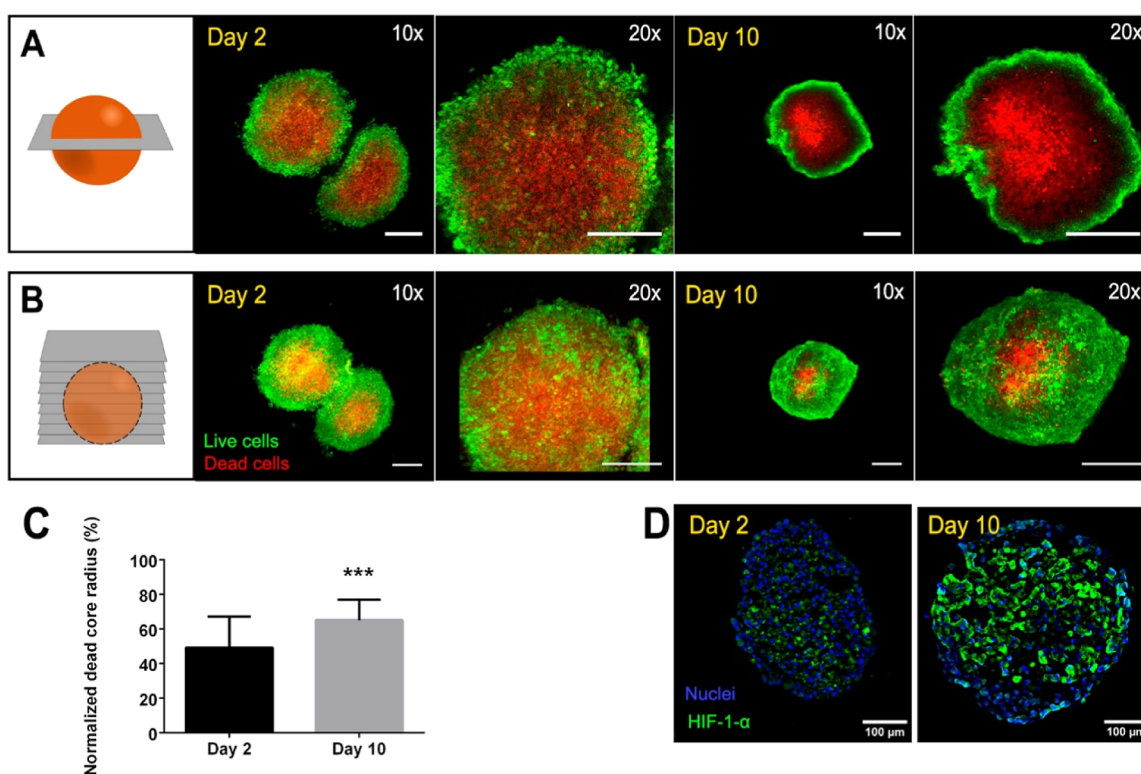 A
Day 2
10x
20x
Day 10
10x
20x
B
Day 2
10x
20x
Day 10
10x
20x
Live cells
Dead cells
C
Normalized dead core radius (%)
100
80
60
40
20
0
***
Day 2
Day 10
D
Day 2
Day 10
Nuclei
HIF-1-α
100 µm
100 µm